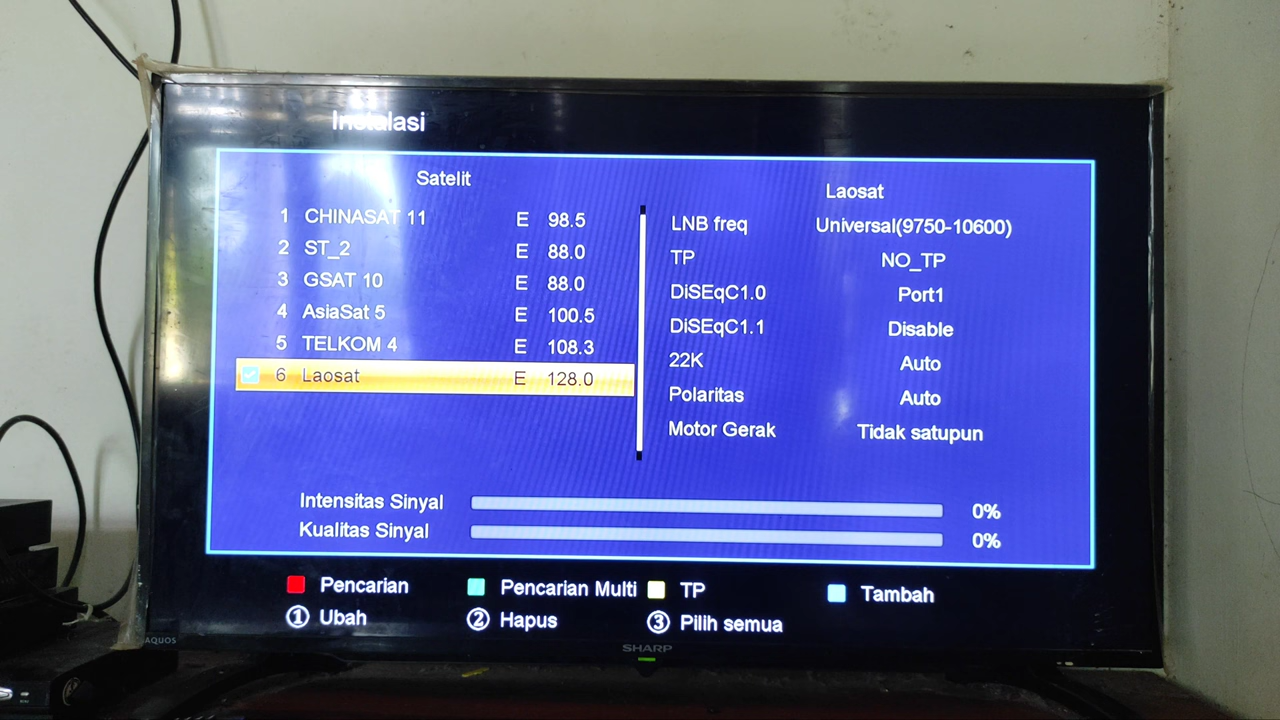 Instalasi
Satelit
1 CHINASAT 11 E 98.5
2 ST_2 E 88.0
3 GSAT 10 E 88.0
4 AsiaSat 5 E 100.5
5 TELKOM 4 E 108.3
6 Laosat E 128.0
Laosat
LNB freq Universal(9750-10600)
TP NO_TP
DiSEqC1.0 Port1
DiSEqC1.1 Disable
22K Auto
Polaritas Auto
Motor Gerak Tidak satupun
Intensitas Sinyal 0%
Kualitas Sinyal 0%
Pencarian Pencarian Multi TP Tambah
① Ubah ② Hapus ③ Pilih semua
AQUOS
SHARP